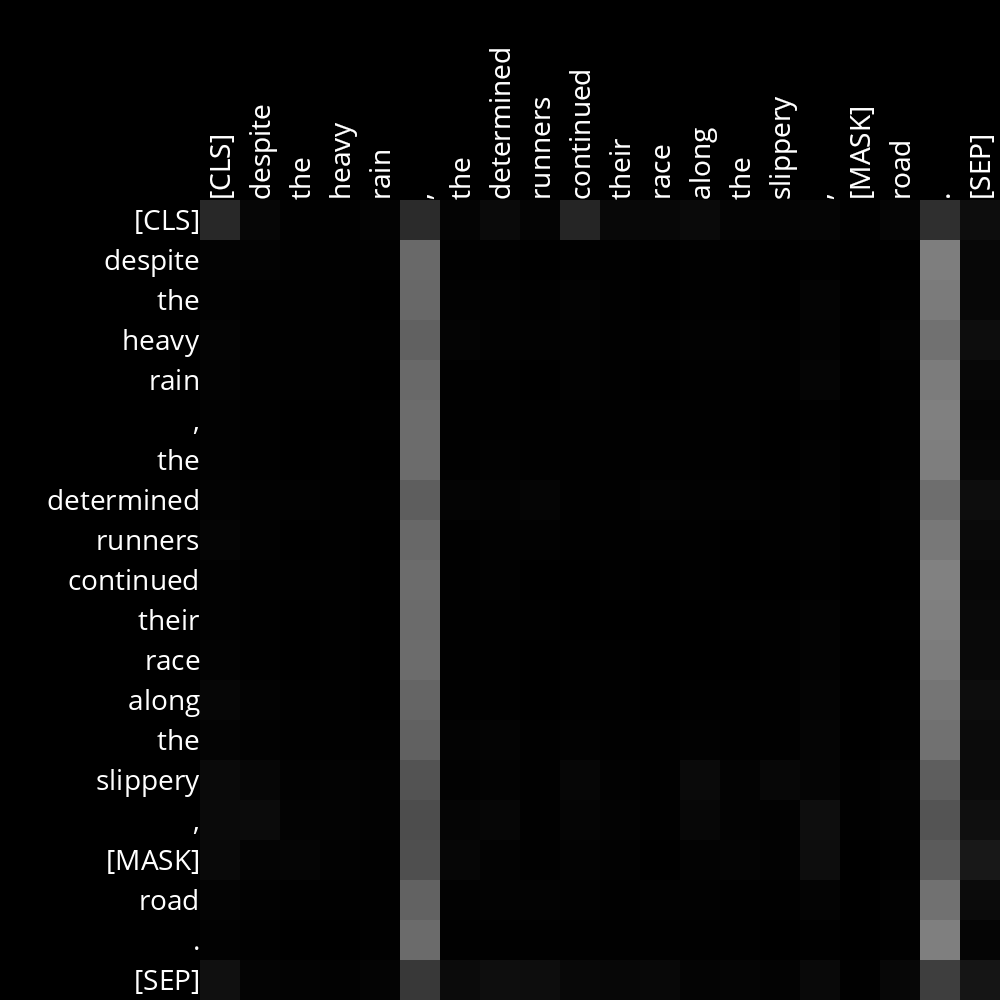 [CLS]
despite
the
heavy
rain
,
the
determined
runners
continued
their
race
along
the
slippery
,
[MASK]
road
.
[SEP]
[CLS]
despite
the
heavy
rain
,
the
determined
runners
continued
their
race
along
the
slippery
,
[MASK]
road
.
[SEP]